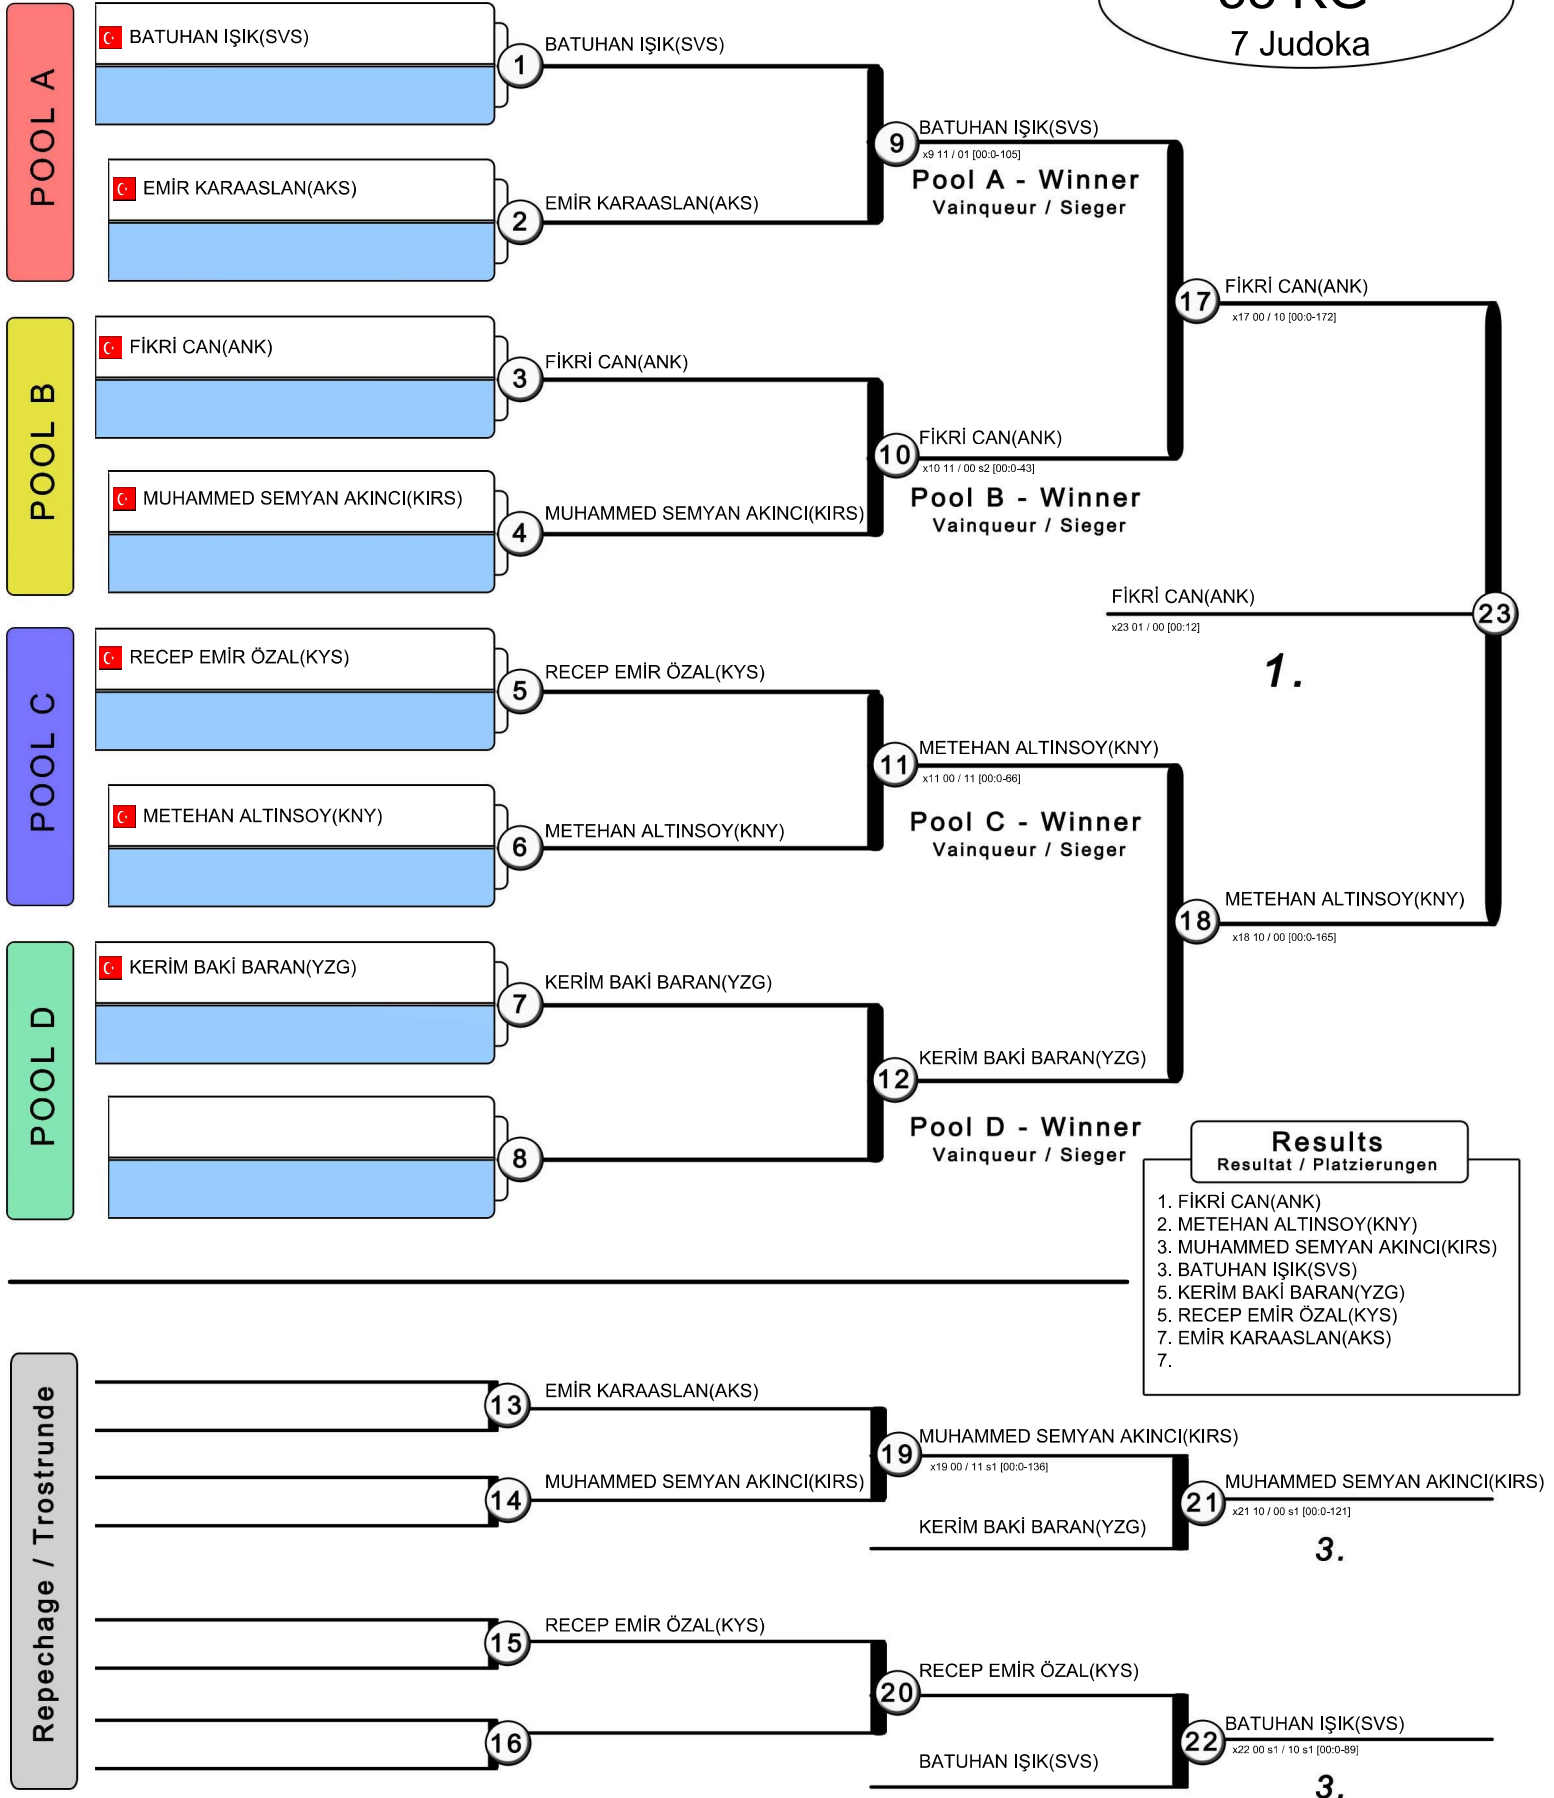 7 Judoka
POOL A
BATUHAN IŞIK(SVS)
1
BATUHAN IŞIK(SVS)
EMİR KARAASLAN(AKS)
2
EMİR KARAASLAN(AKS)
9
BATUHAN IŞIK(SVS)
x9 11 / 01 [00:0-105]
Pool A - Winner
Vainqueur / Sieger
POOL B
FİKRİ CAN(ANK)
3
FİKRİ CAN(ANK)
MUHAMMED SEMYAN AKINCI(KIRS)
4
MUHAMMED SEMYAN AKINCI(KIRS)
10
FİKRİ CAN(ANK)
x10 11 / 00 s2 [00:0-43]
Pool B - Winner
Vainqueur / Sieger
17
FİKRİ CAN(ANK)
x17 00 / 10 [00:0-172]
FİKRİ CAN(ANK)
23
x23 01 / 00 [00:12]
1.
POOL C
RECEP EMİR ÖZAL(KYS)
5
RECEP EMİR ÖZAL(KYS)
METEHAN ALTINSOY(KNY)
6
METEHAN ALTINSOY(KNY)
11
METEHAN ALTINSOY(KNY)
x11 00 / 11 [00:0-66]
Pool C - Winner
Vainqueur / Sieger
18
METEHAN ALTINSOY(KNY)
x18 10 / 00 [00:0-165]
POOL D
KERİM BAKİ BARAN(YZG)
7
KERİM BAKİ BARAN(YZG)
8
12
KERİM BAKİ BARAN(YZG)
Pool D - Winner
Vainqueur / Sieger
Results
Resultat / Platzierungen
1. FİKRİ CAN(ANK)
2. METEHAN ALTINSOY(KNY)
3. MUHAMMED SEMYAN AKINCI(KIRS)
3. BATUHAN IŞIK(SVS)
5. KERİM BAKİ BARAN(YZG)
5. RECEP EMİR ÖZAL(KYS)
7. EMİR KARAASLAN(AKS)
7.
Repechage / Trostrunde
13
EMİR KARAASLAN(AKS)
14
MUHAMMED SEMYAN AKINCI(KIRS)
19
MUHAMMED SEMYAN AKINCI(KIRS)
x19 00 / 11 s1 [00:0-136]
KERİM BAKİ BARAN(YZG)
21
MUHAMMED SEMYAN AKINCI(KIRS)
x21 10 / 00 s1 [00:0-121]
3.
15
RECEP EMİR ÖZAL(KYS)
16
20
RECEP EMİR ÖZAL(KYS)
BATUHAN IŞIK(SVS)
22
BATUHAN IŞIK(SVS)
x22 00 s1 / 10 s1 [00:0-89]
3.